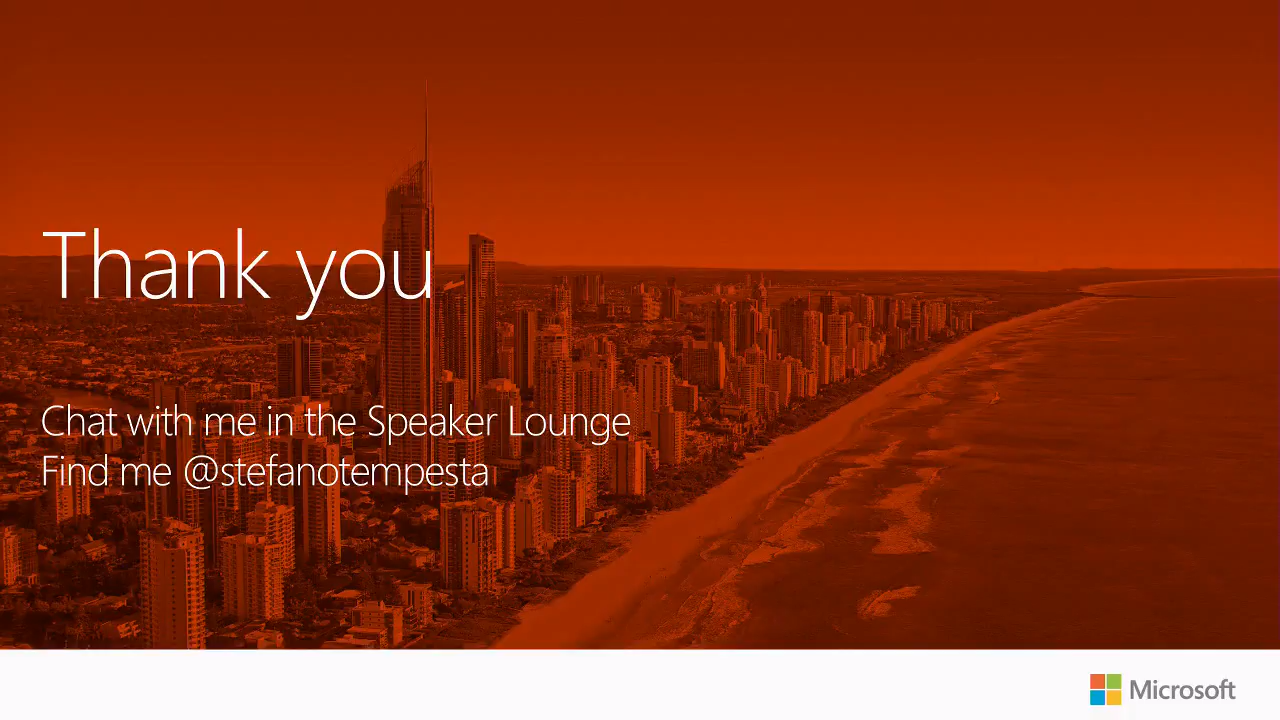 Thank you
Chat with me in the Speaker Lounge
Find me @stefanotempesta
Microsoft